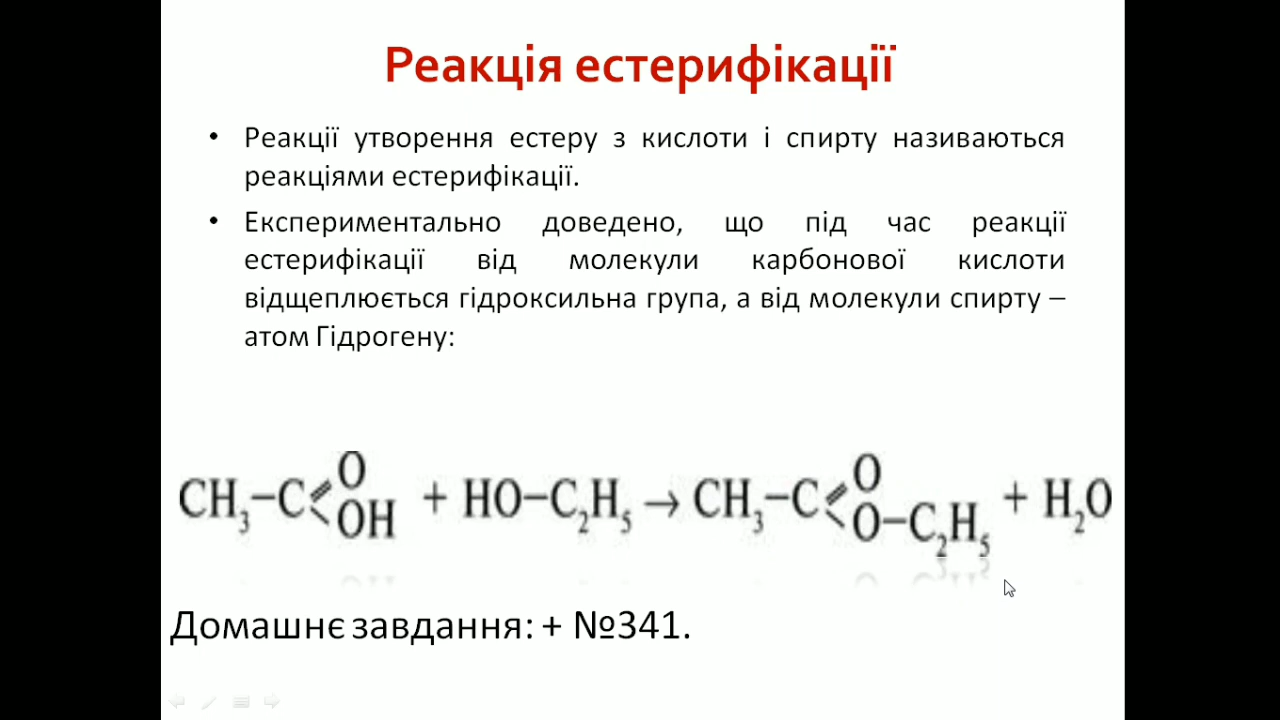 Реакція естерифікації
• Реакції утворення естеру з кислоти і спирту називаються
реакціями естерифікації.
• Експериментально доведено, що під час реакції
естерифікації від молекули карбонової кислоти
відщеплюється гідроксильна група, а від молекули спирту –
атом Гідрогену:
CH₃–C(=O)OH + HO–C₂H₅ → CH₃–C(=O)O–C₂H₅ + H₂O
Домашнє завдання: + №341.